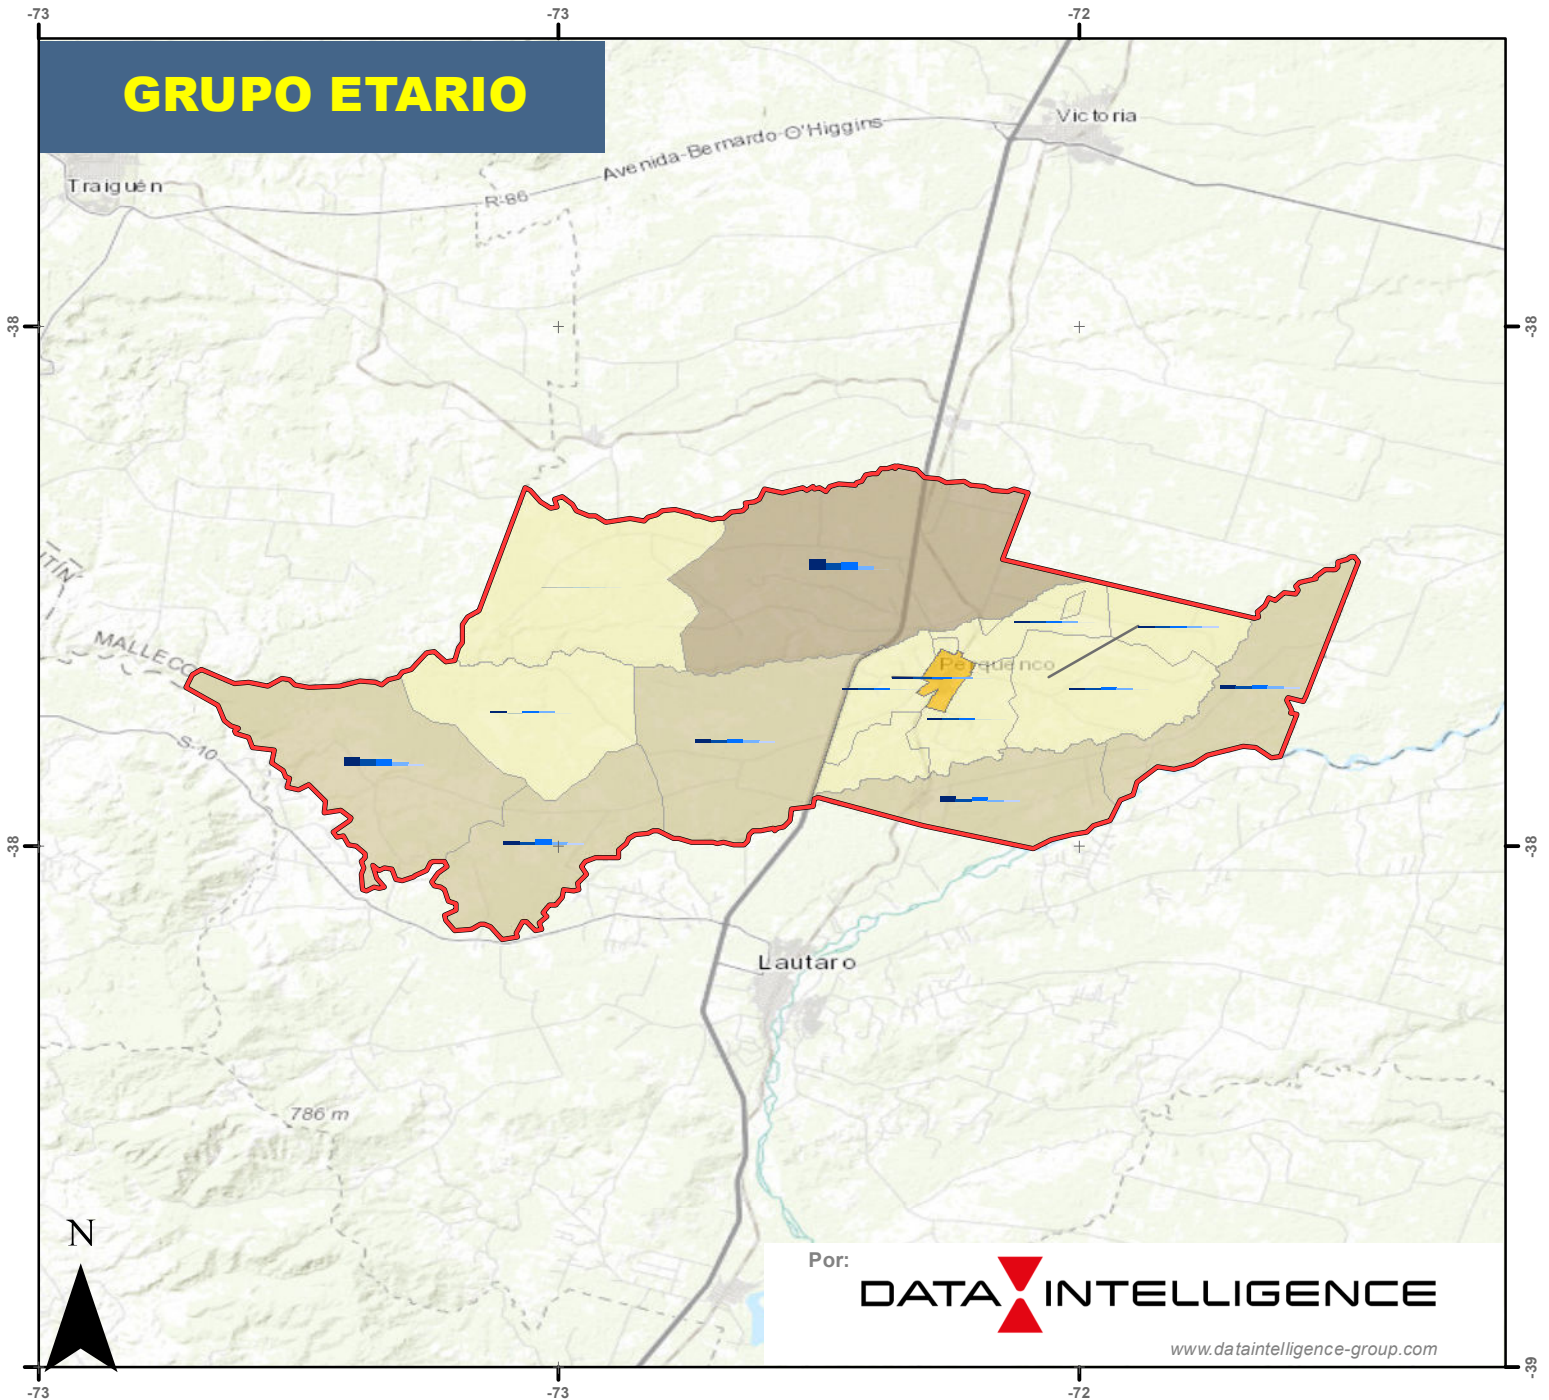 -73
-73
-72
GRUPO ETARIO
Victoria
Avenida-Bernardo-O'Higgins
Traiguén
R-86
-38
-38
MALLECO
Perquenco
S-10
-38
-38
Lautaro
786 m
N
Por:
DATA INTELLIGENCE
www.dataintelligence-group.com
-39
-73
-73
-72